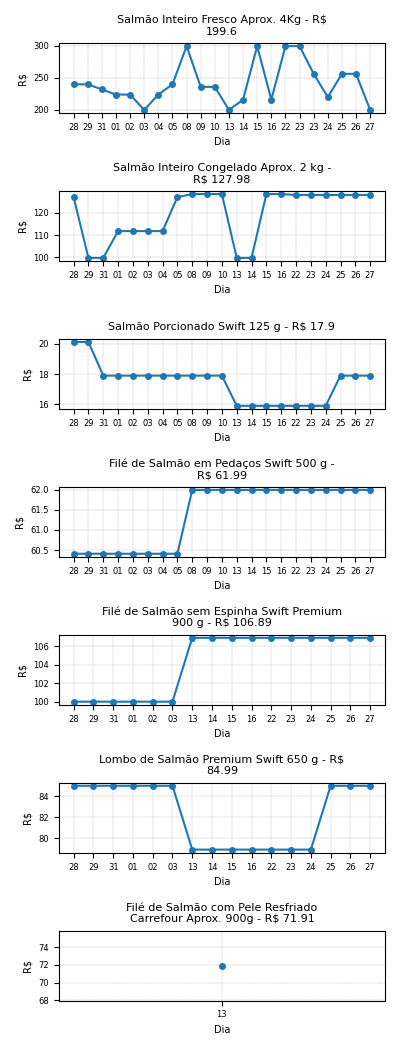 Salmão Inteiro Fresco Aprox. 4Kg - R$
199.6
300
250
200
R$
28 29 31 01 02 03 04 05 08 09 10 13 14 15 16 22 23 23 24 25 26 27
Dia
Salmão Inteiro Congelado Aprox. 2 kg -
R$ 127.98
120
110
100
R$
28 29 31 01 02 03 04 05 08 09 10 13 14 15 16 22 23 24 25 26 27
Dia
Salmão Porcionado Swift 125 g - R$ 17.9
20
18
16
R$
28 29 31 01 02 03 04 05 08 09 10 13 14 15 16 22 23 24 25 26 27
Dia
Filé de Salmão em Pedaços Swift 500 g -
R$ 61.99
62.0
61.5
61.0
60.5
R$
28 29 31 01 02 03 04 05 08 09 10 13 14 15 16 22 23 24 25 26 27
Dia
Filé de Salmão sem Espinha Swift Premium
900 g - R$ 106.89
106
104
102
100
R$
28 29 31 01 02 03 13 14 15 16 22 23 24 25 26 27
Dia
Lombo de Salmão Premium Swift 650 g - R$
84.99
84
82
80
R$
28 29 31 01 02 03 13 14 15 16 22 23 24 25 26 27
Dia
Filé de Salmão com Pele Resfriado
Carrefour Aprox. 900g - R$ 71.91
74
72
70
68
R$
13
Dia